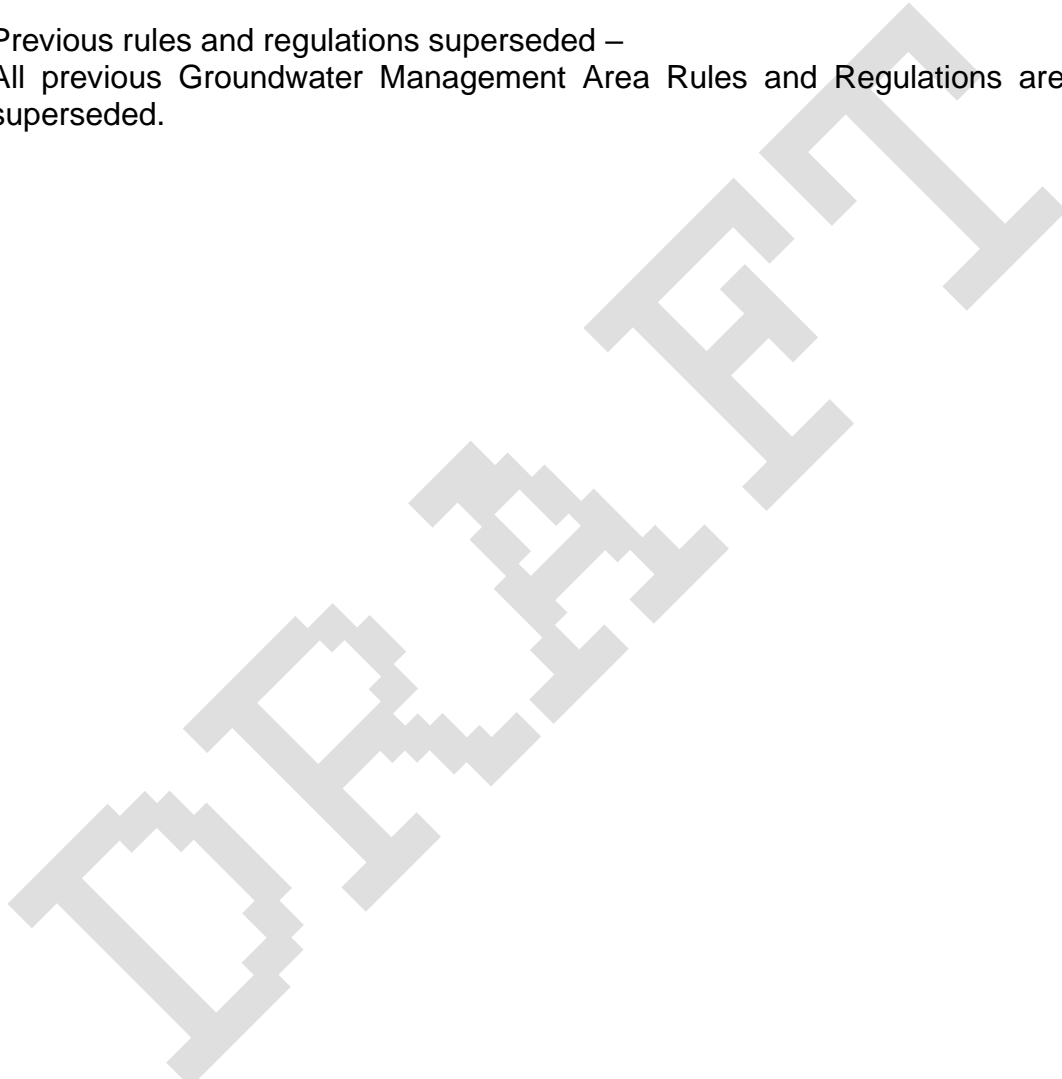 Previous rules and regulations superseded –
All previous Groundwater Management Area Rules and Regulations are
superseded.
DRAFT